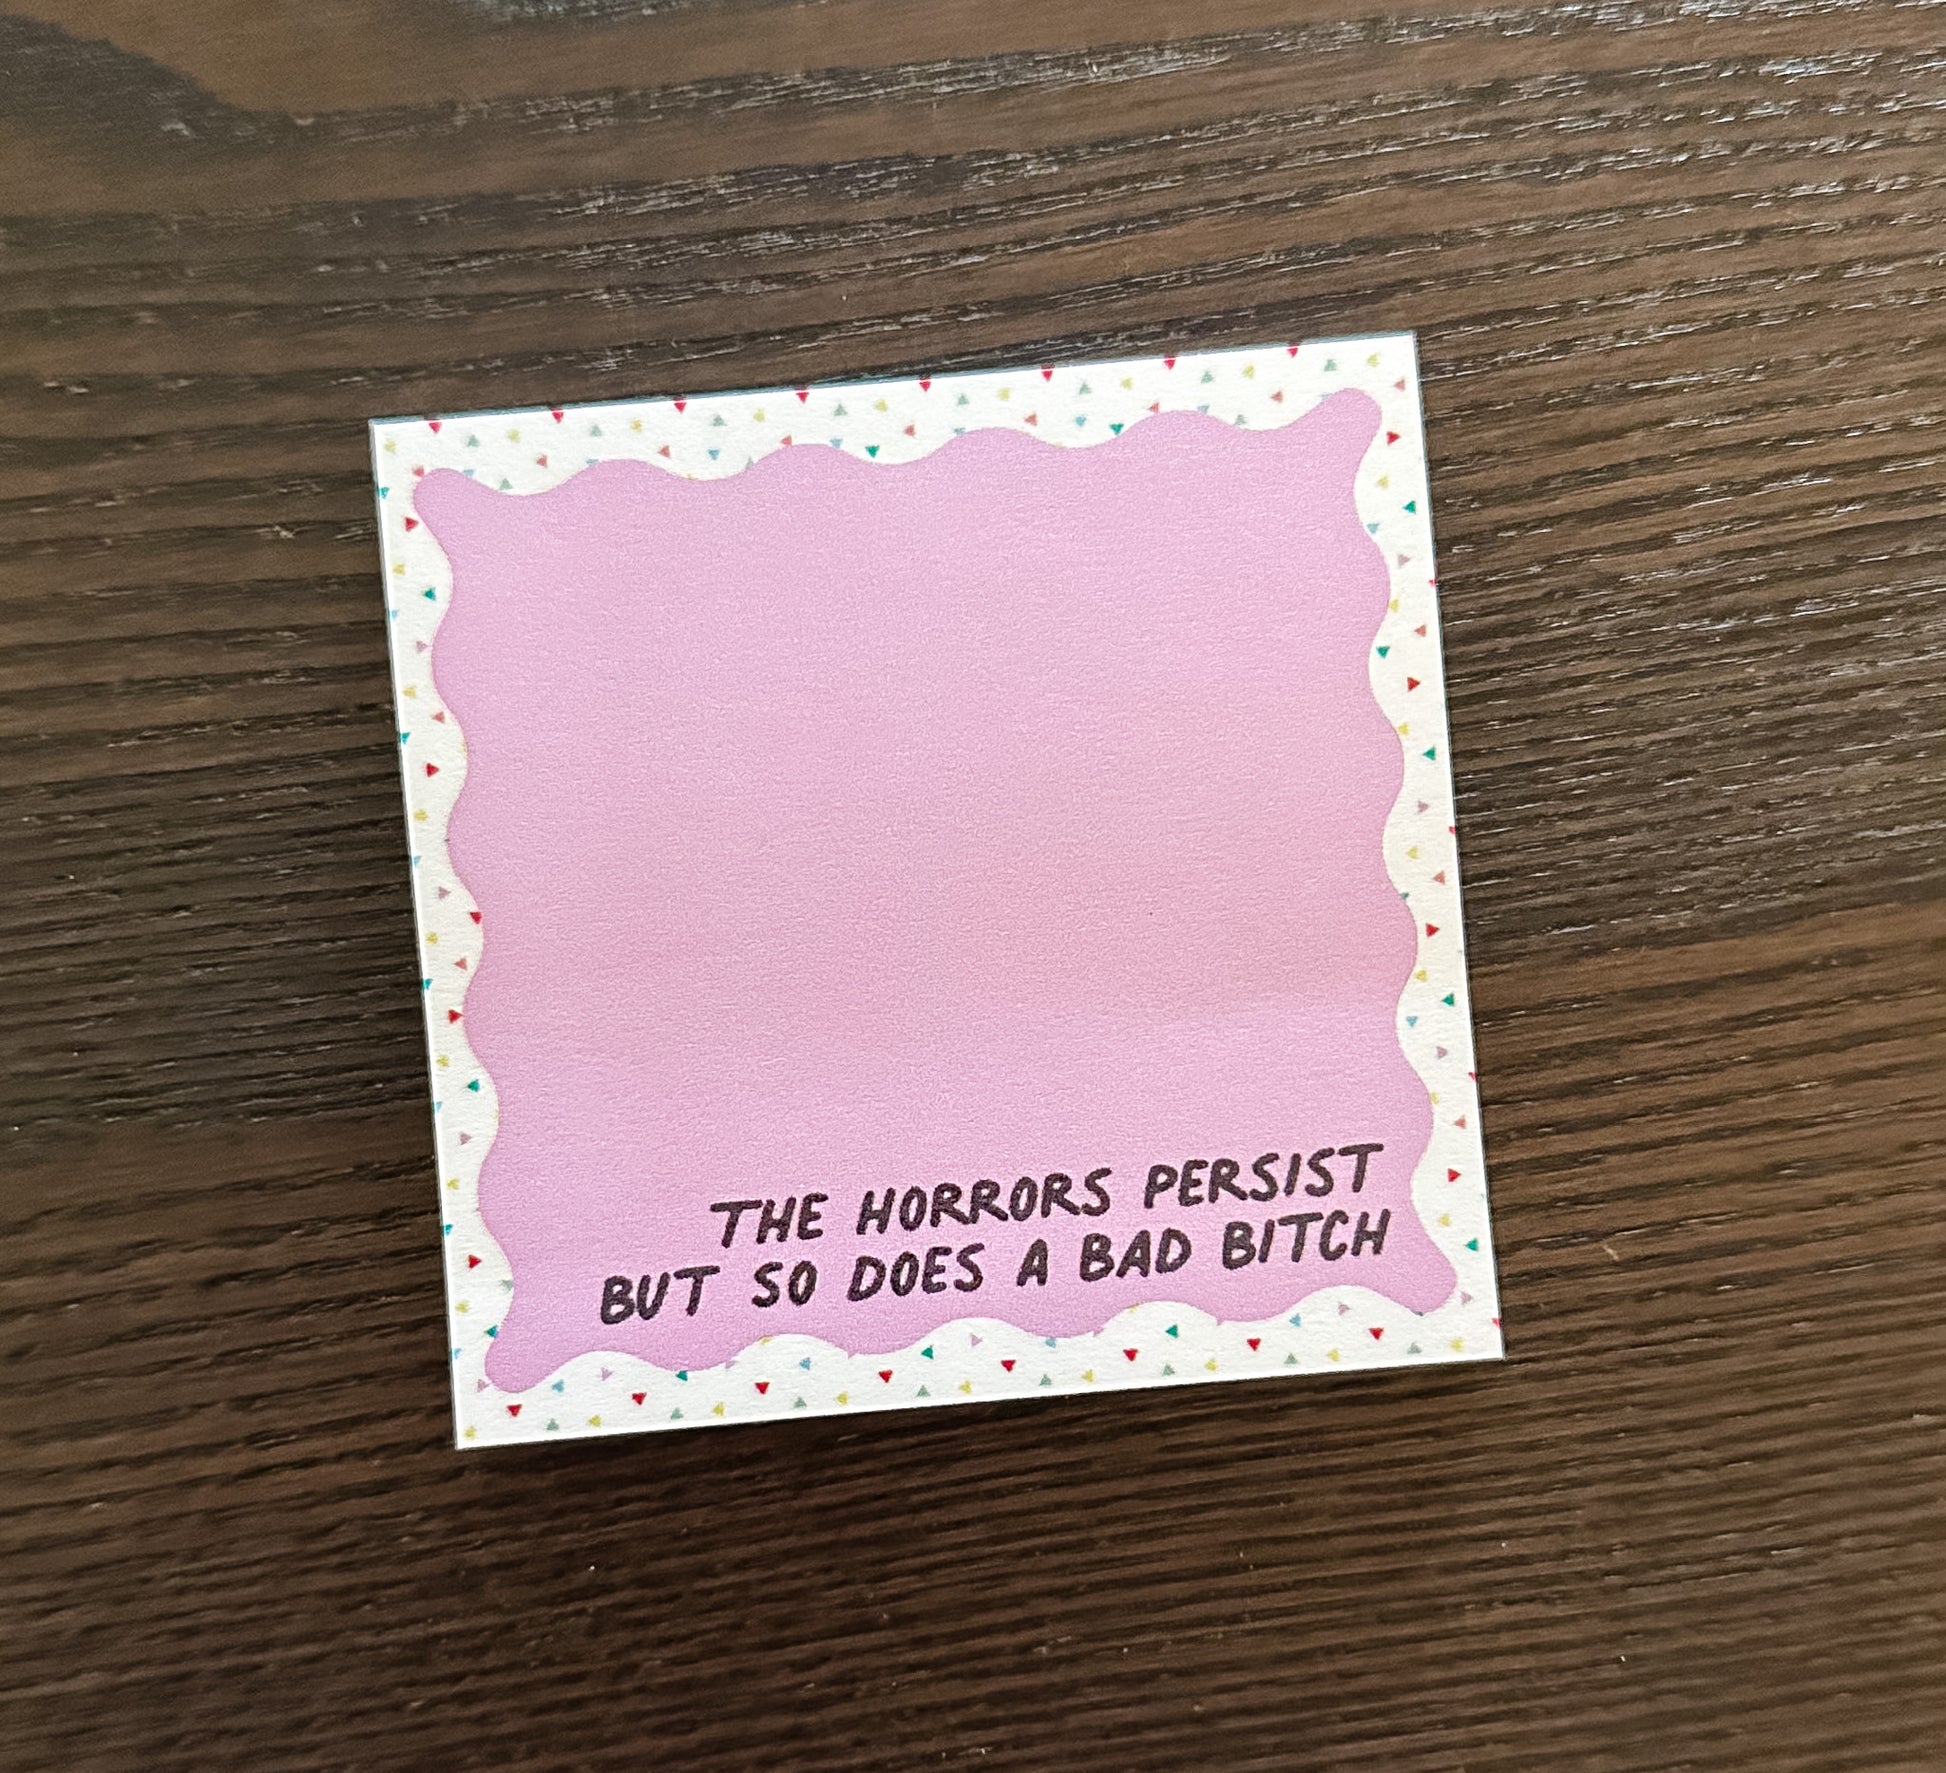 THE HORRORS PERSIST
BUT SO DOES A BAD BITCH